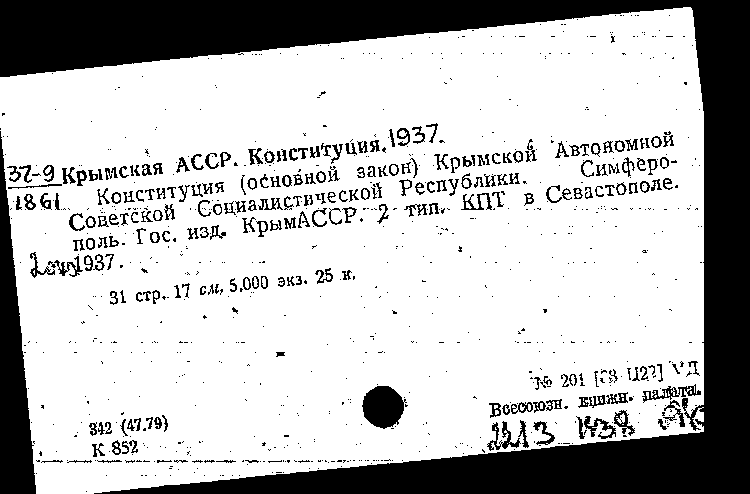 37-9 Крымская АССР. Конституция. 1937.
1861 Конституция (основной закон) Крымской Автономной
Советской Социалистической Республики. Симферо-
поль. Гос. изд. КрымАССР. 2 тип. КПТ в Севастополе.
1937.
31 стр. 17 см. 5.000 экз. 25 к.
№ 201
Всесоюзн. книжн. палата.
342 (47.79)
К 852